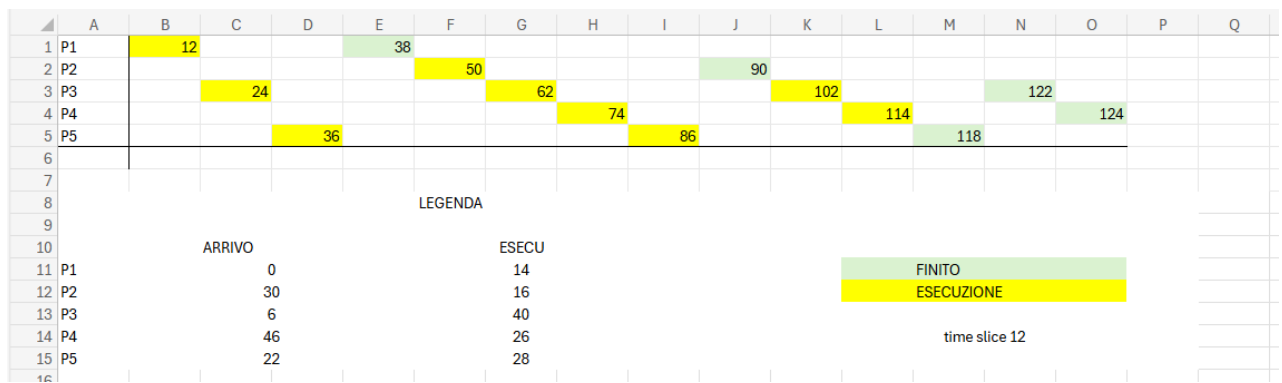 A B C D E F G H I J K L M N O P Q
1 P1 12 38
2 P2 50 90
3 P3 24 62 102 122
4 P4 74 114 124
5 P5 36 86 118
6
7
8 LEGENDA
9
10 ARRIVO ESECU
11 P1 0 14 FINITO
12 P2 30 16 ESECUZIONE
13 P3 6 40
14 P4 46 26 time slice 12
15 P5 22 28
16